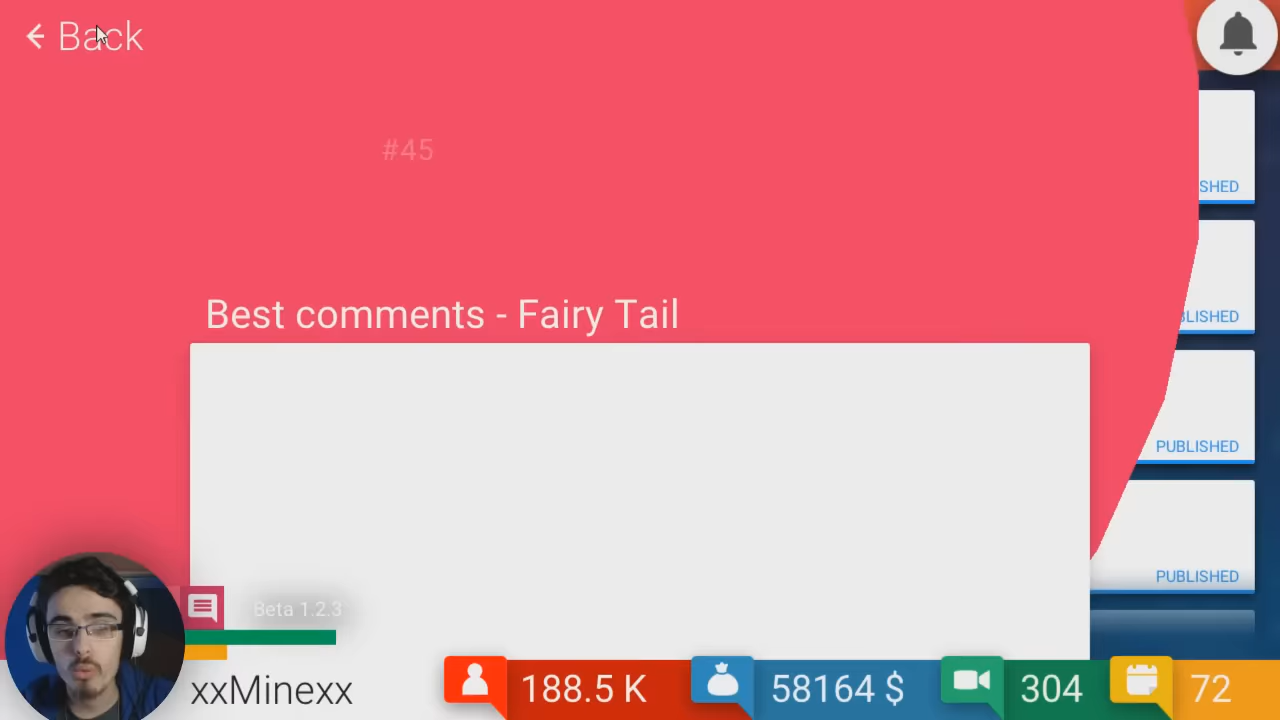 Back
#45
SHED
BLISHED
Best comments - Fairy Tail
PUBLISHED
PUBLISHED
Beta 1.2.3
xxMinexx
188.5 K
58164 $
304
72